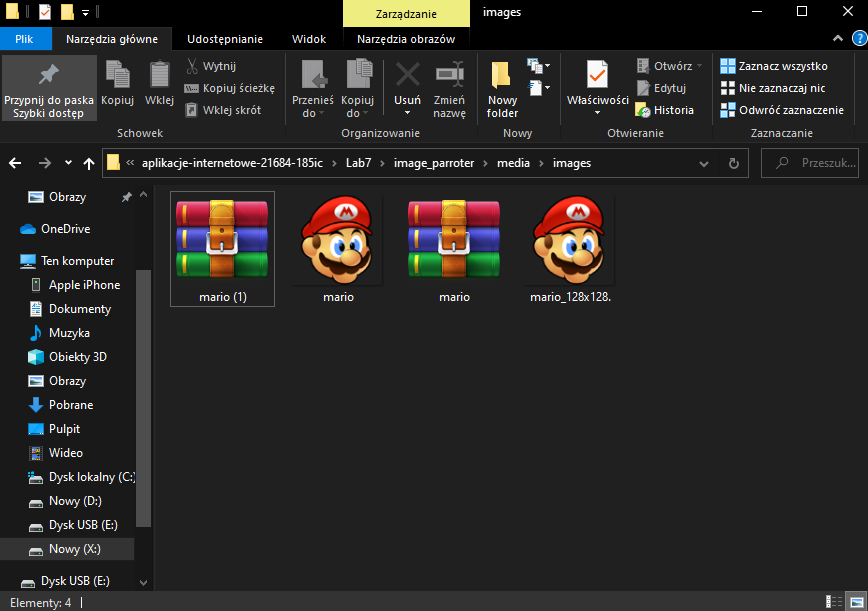 Zarządzanie
images
Plik
Narzędzia główne
Udostępnianie
Widok
Narzędzia obrazów
Przypnij do paska
Szybki dostęp
Kopiuj
Wklej
Wytnij
Kopiuj ścieżkę
Wklej skrót
Schowek
Przenieś
do
Kopiuj
do
Usuń
Zmień
nazwę
Organizowanie
Nowy
folder
Nowy
Właściwości
Otwórz
Edytuj
Historia
Otwieranie
Zaznacz wszystko
Nie zaznaczaj nic
Odwróć zaznaczenie
Zaznaczanie
« aplikacje-internetowe-21684-185ic › Lab7 › image_parroter › media › images
Przeszuk...
Obrazy
OneDrive
Ten komputer
Apple iPhone
Dokumenty
Muzyka
Obiekty 3D
Obrazy
Pobrane
Pulpit
Wideo
Dysk lokalny (C:)
Nowy (D:)
Dysk USB (E:)
Nowy (X:)
Dysk USB (E:)
mario (1)
mario
mario
mario_128x128.
Elementy: 4